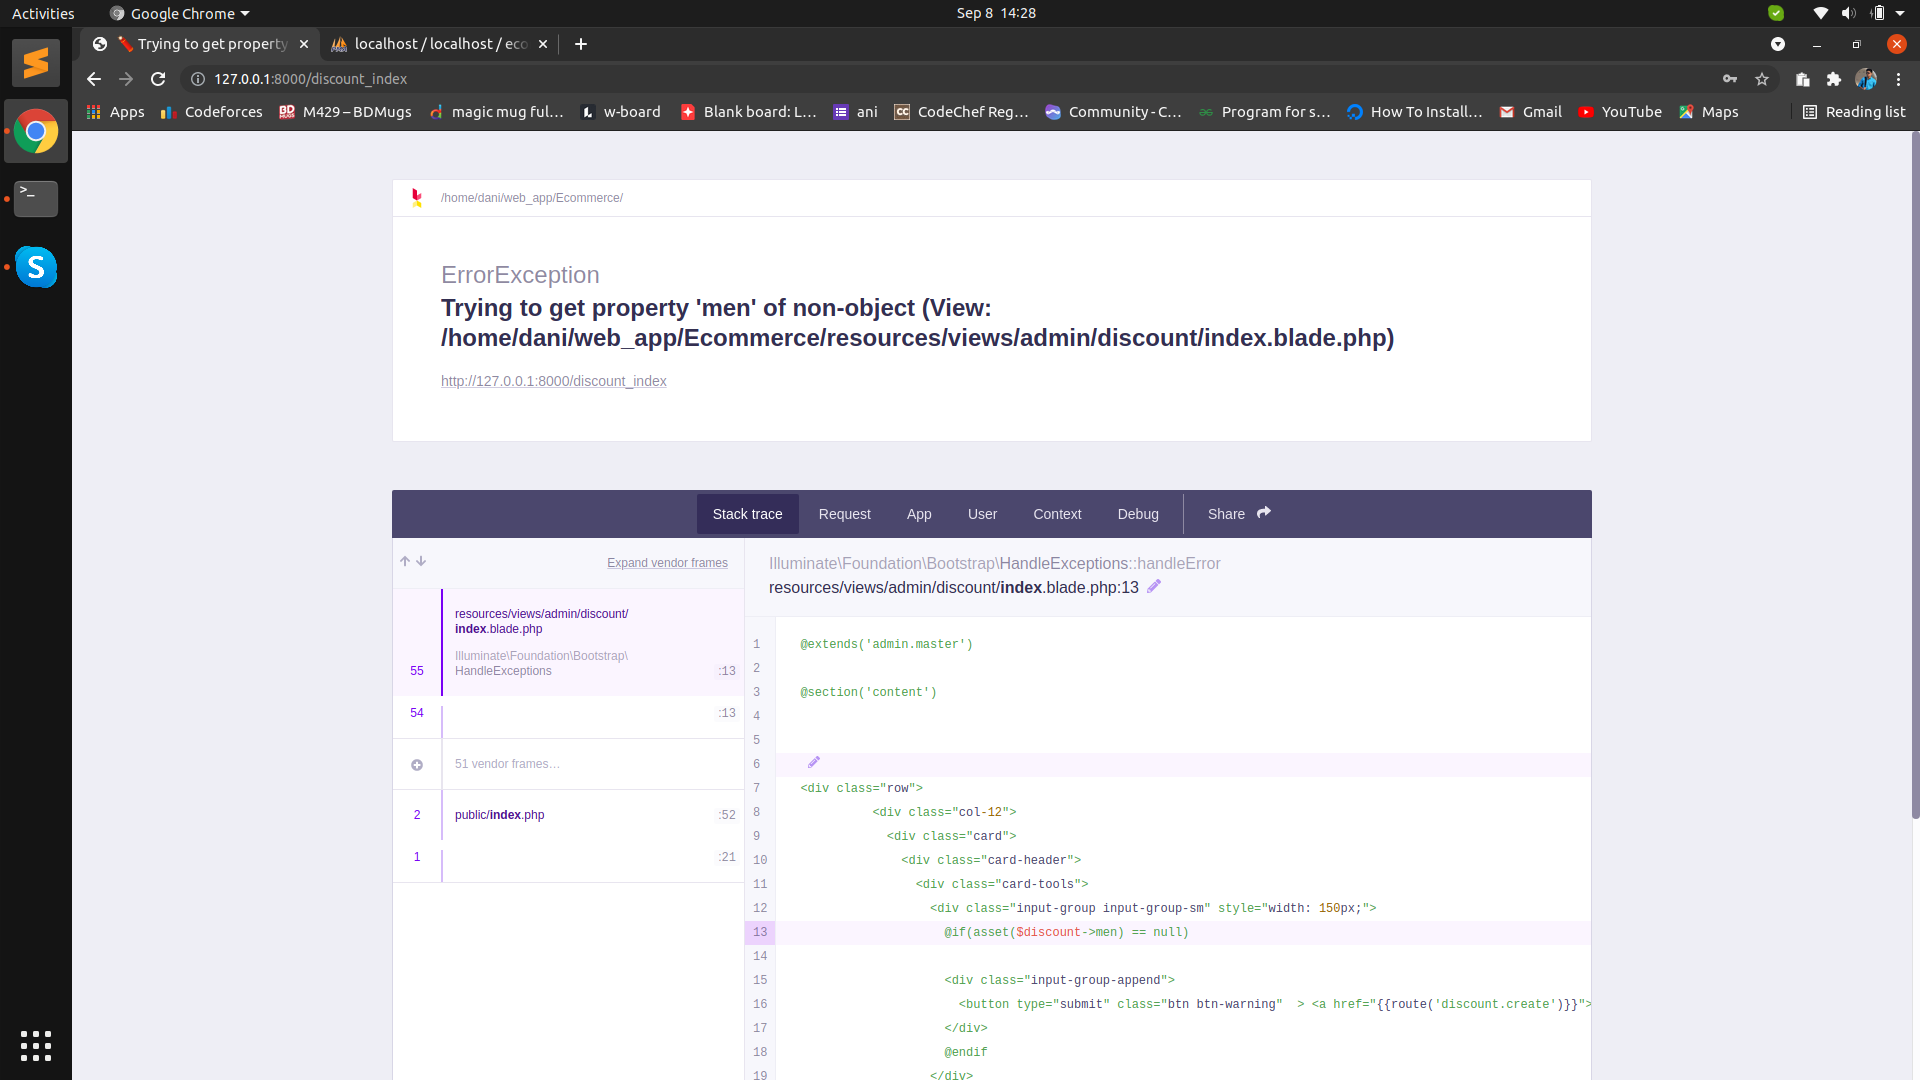 Activities
Google Chrome
Sep 8 14:28
Trying to get property
localhost / localhost / eco
127.0.0.1:8000/discount_index
Apps
Codeforces
M429 – BDMugs
magic mug ful...
w-board
Blank board: L...
ani
CodeChef Reg...
Community - C...
Program for s...
How To Install...
Gmail
YouTube
Maps
Reading list
/home/dani/web_app/Ecommerce/
ErrorException
Trying to get property 'men' of non-object (View:
/home/dani/web_app/Ecommerce/resources/views/admin/discount/index.blade.php)
http://127.0.0.1:8000/discount_index
Stack trace
Request
App
User
Context
Debug
Share
Expand vendor frames
resources/views/admin/discount/
index.blade.php
Illuminate\Foundation\Bootstrap\
55 HandleExceptions :13
54 :13
51 vendor frames…
2 public/index.php :52
1 :21
Illuminate\Foundation\Bootstrap\HandleExceptions::handleError
resources/views/admin/discount/index.blade.php:13
1 @extends('admin.master')
2
3 @section('content')
4
5
6
7 <div class="row">
8 <div class="col-12">
9 <div class="card">
10 <div class="card-header">
11 <div class="card-tools">
12 <div class="input-group input-group-sm" style="width: 150px;">
13 @if(asset($discount->men) == null)
14
15 <div class="input-group-append">
16 <button type="submit" class="btn btn-warning"  > <a href="{{route('discount.create')}}">
17 </div>
18 @endif
19 </div>